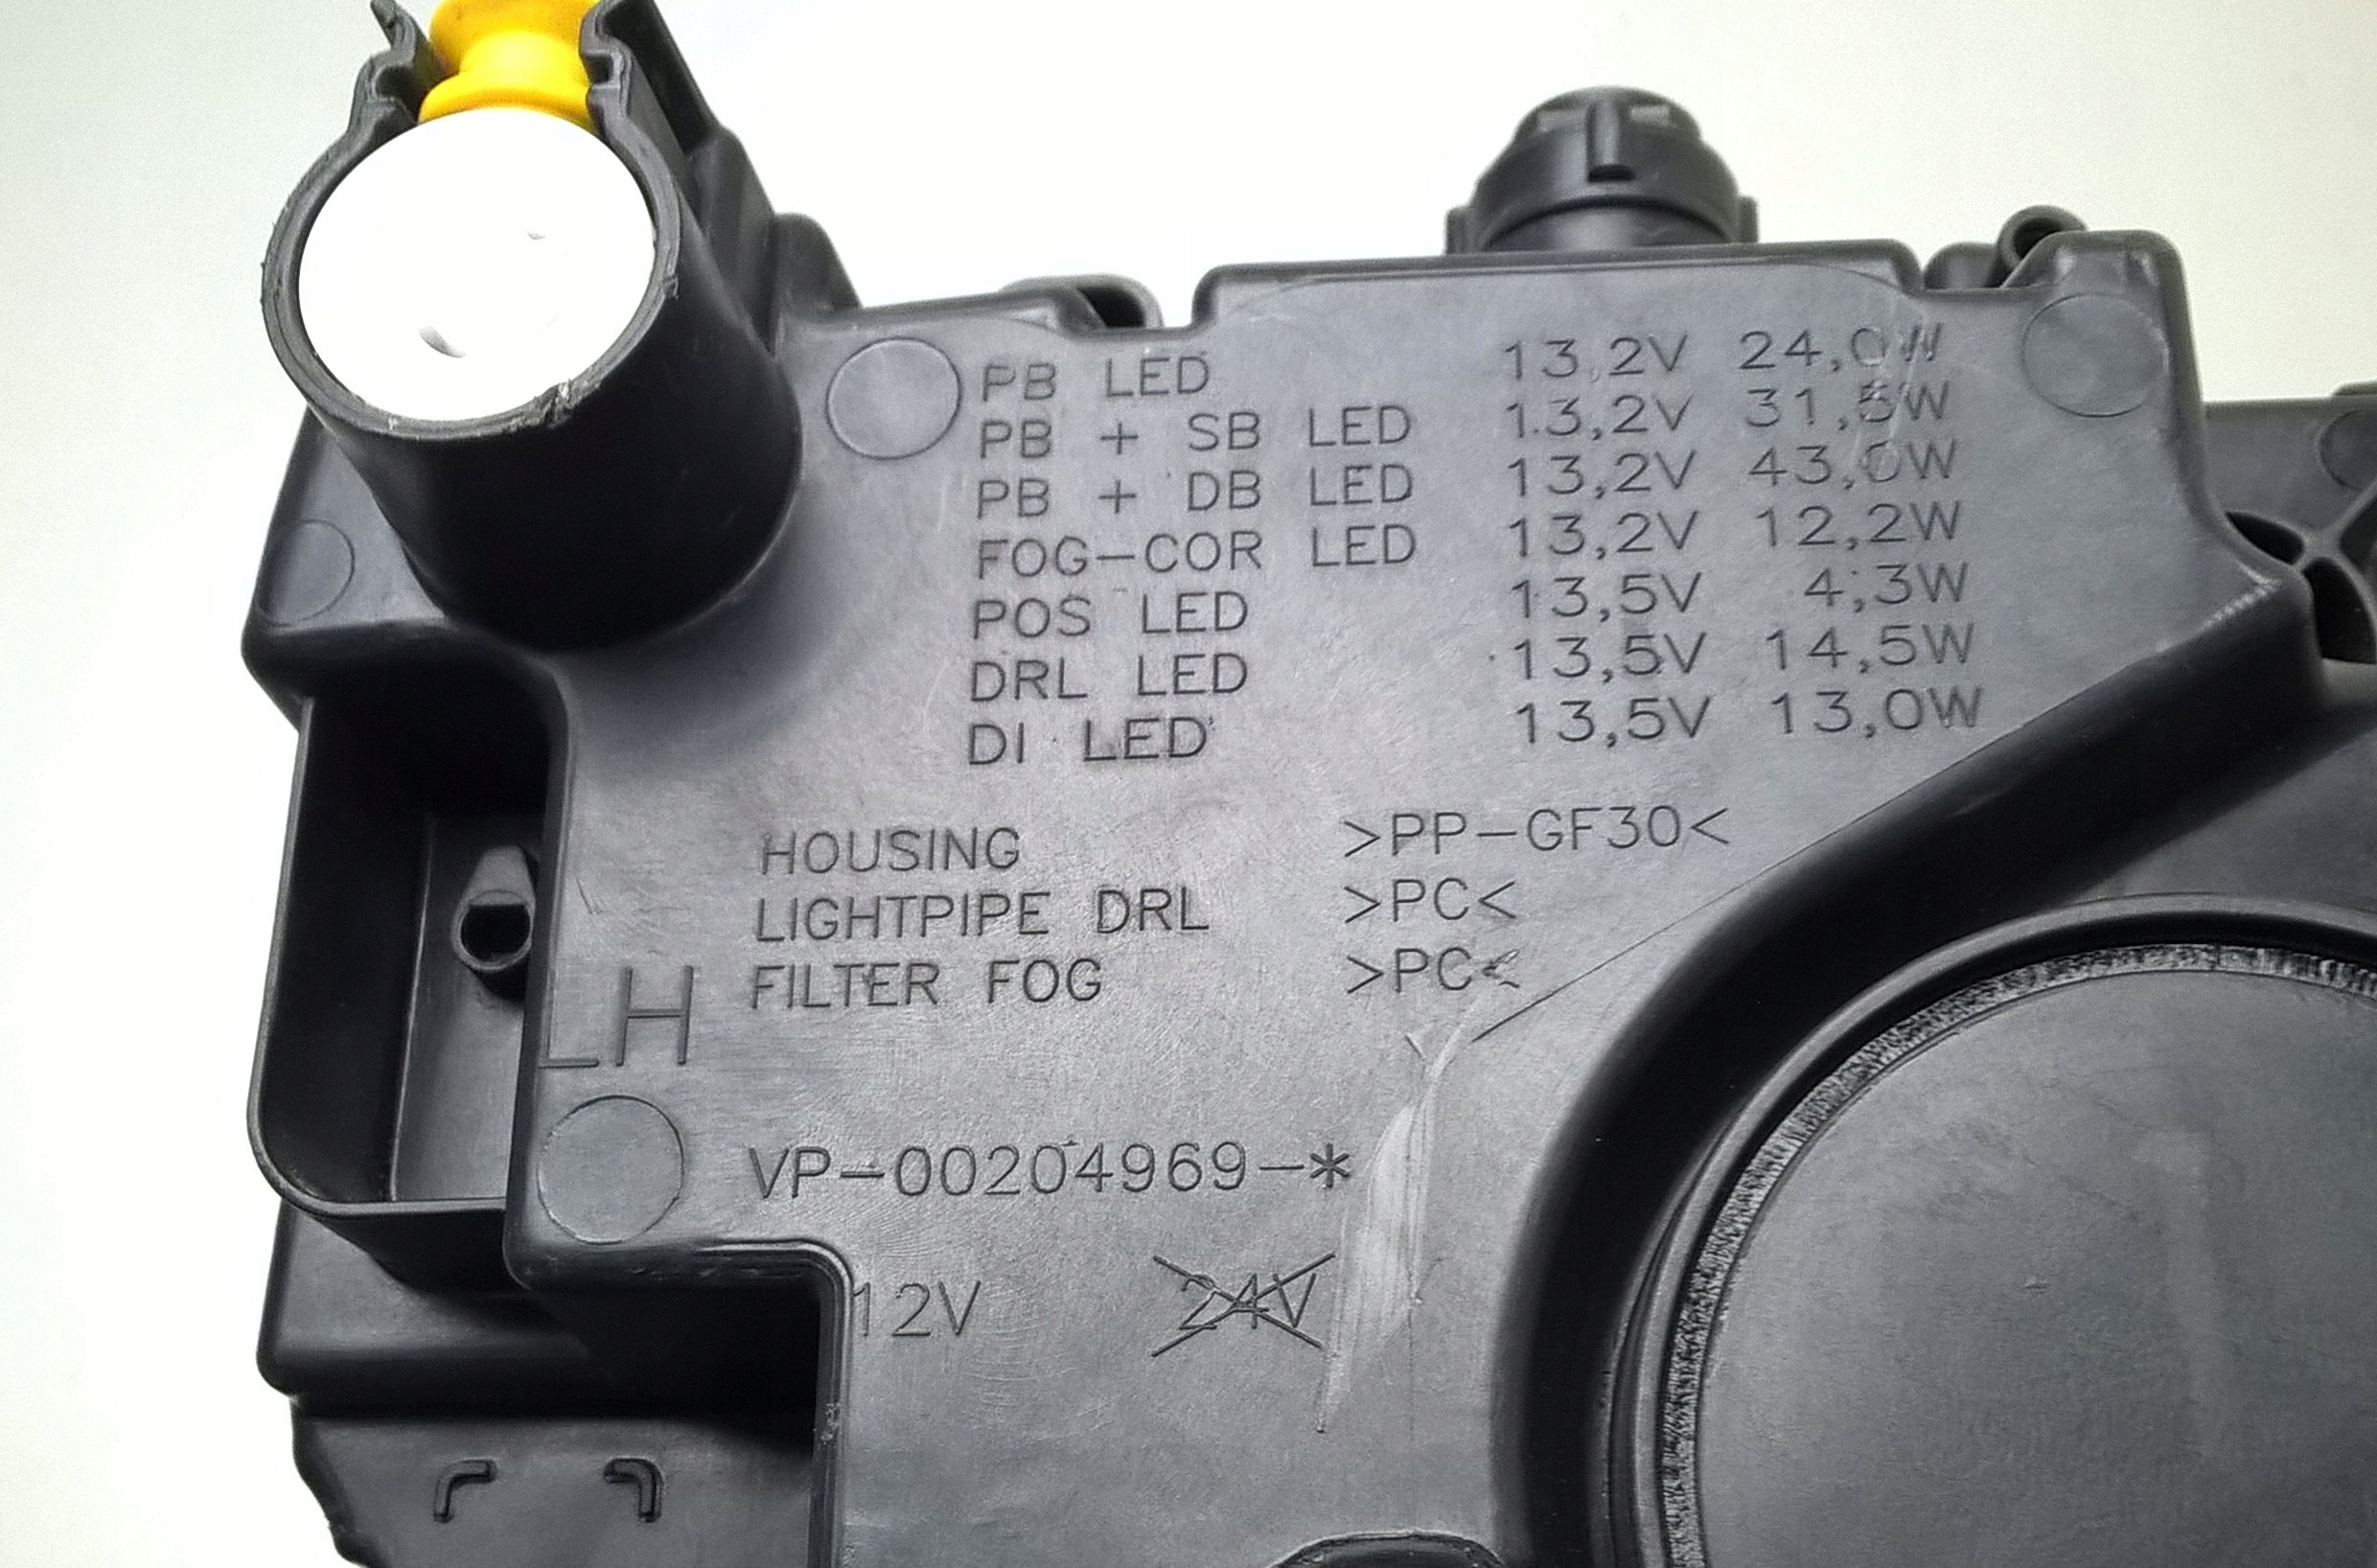 PB LED 13,2V 24,0W
PB + SB LED 13,2V 31,5W
PB + DB LED 13,2V 43,0W
FOG-COR LED 13,2V 12,2W
POS LED 13,5V 4,3W
DRL LED 13,5V 14,5W
DI LED 13,5V 13,0W
HOUSING >PP-GF30<
LIGHTPIPE DRL >PC<
FILTER FOG >PC<
LH
VP-00204969-*
12V 24V